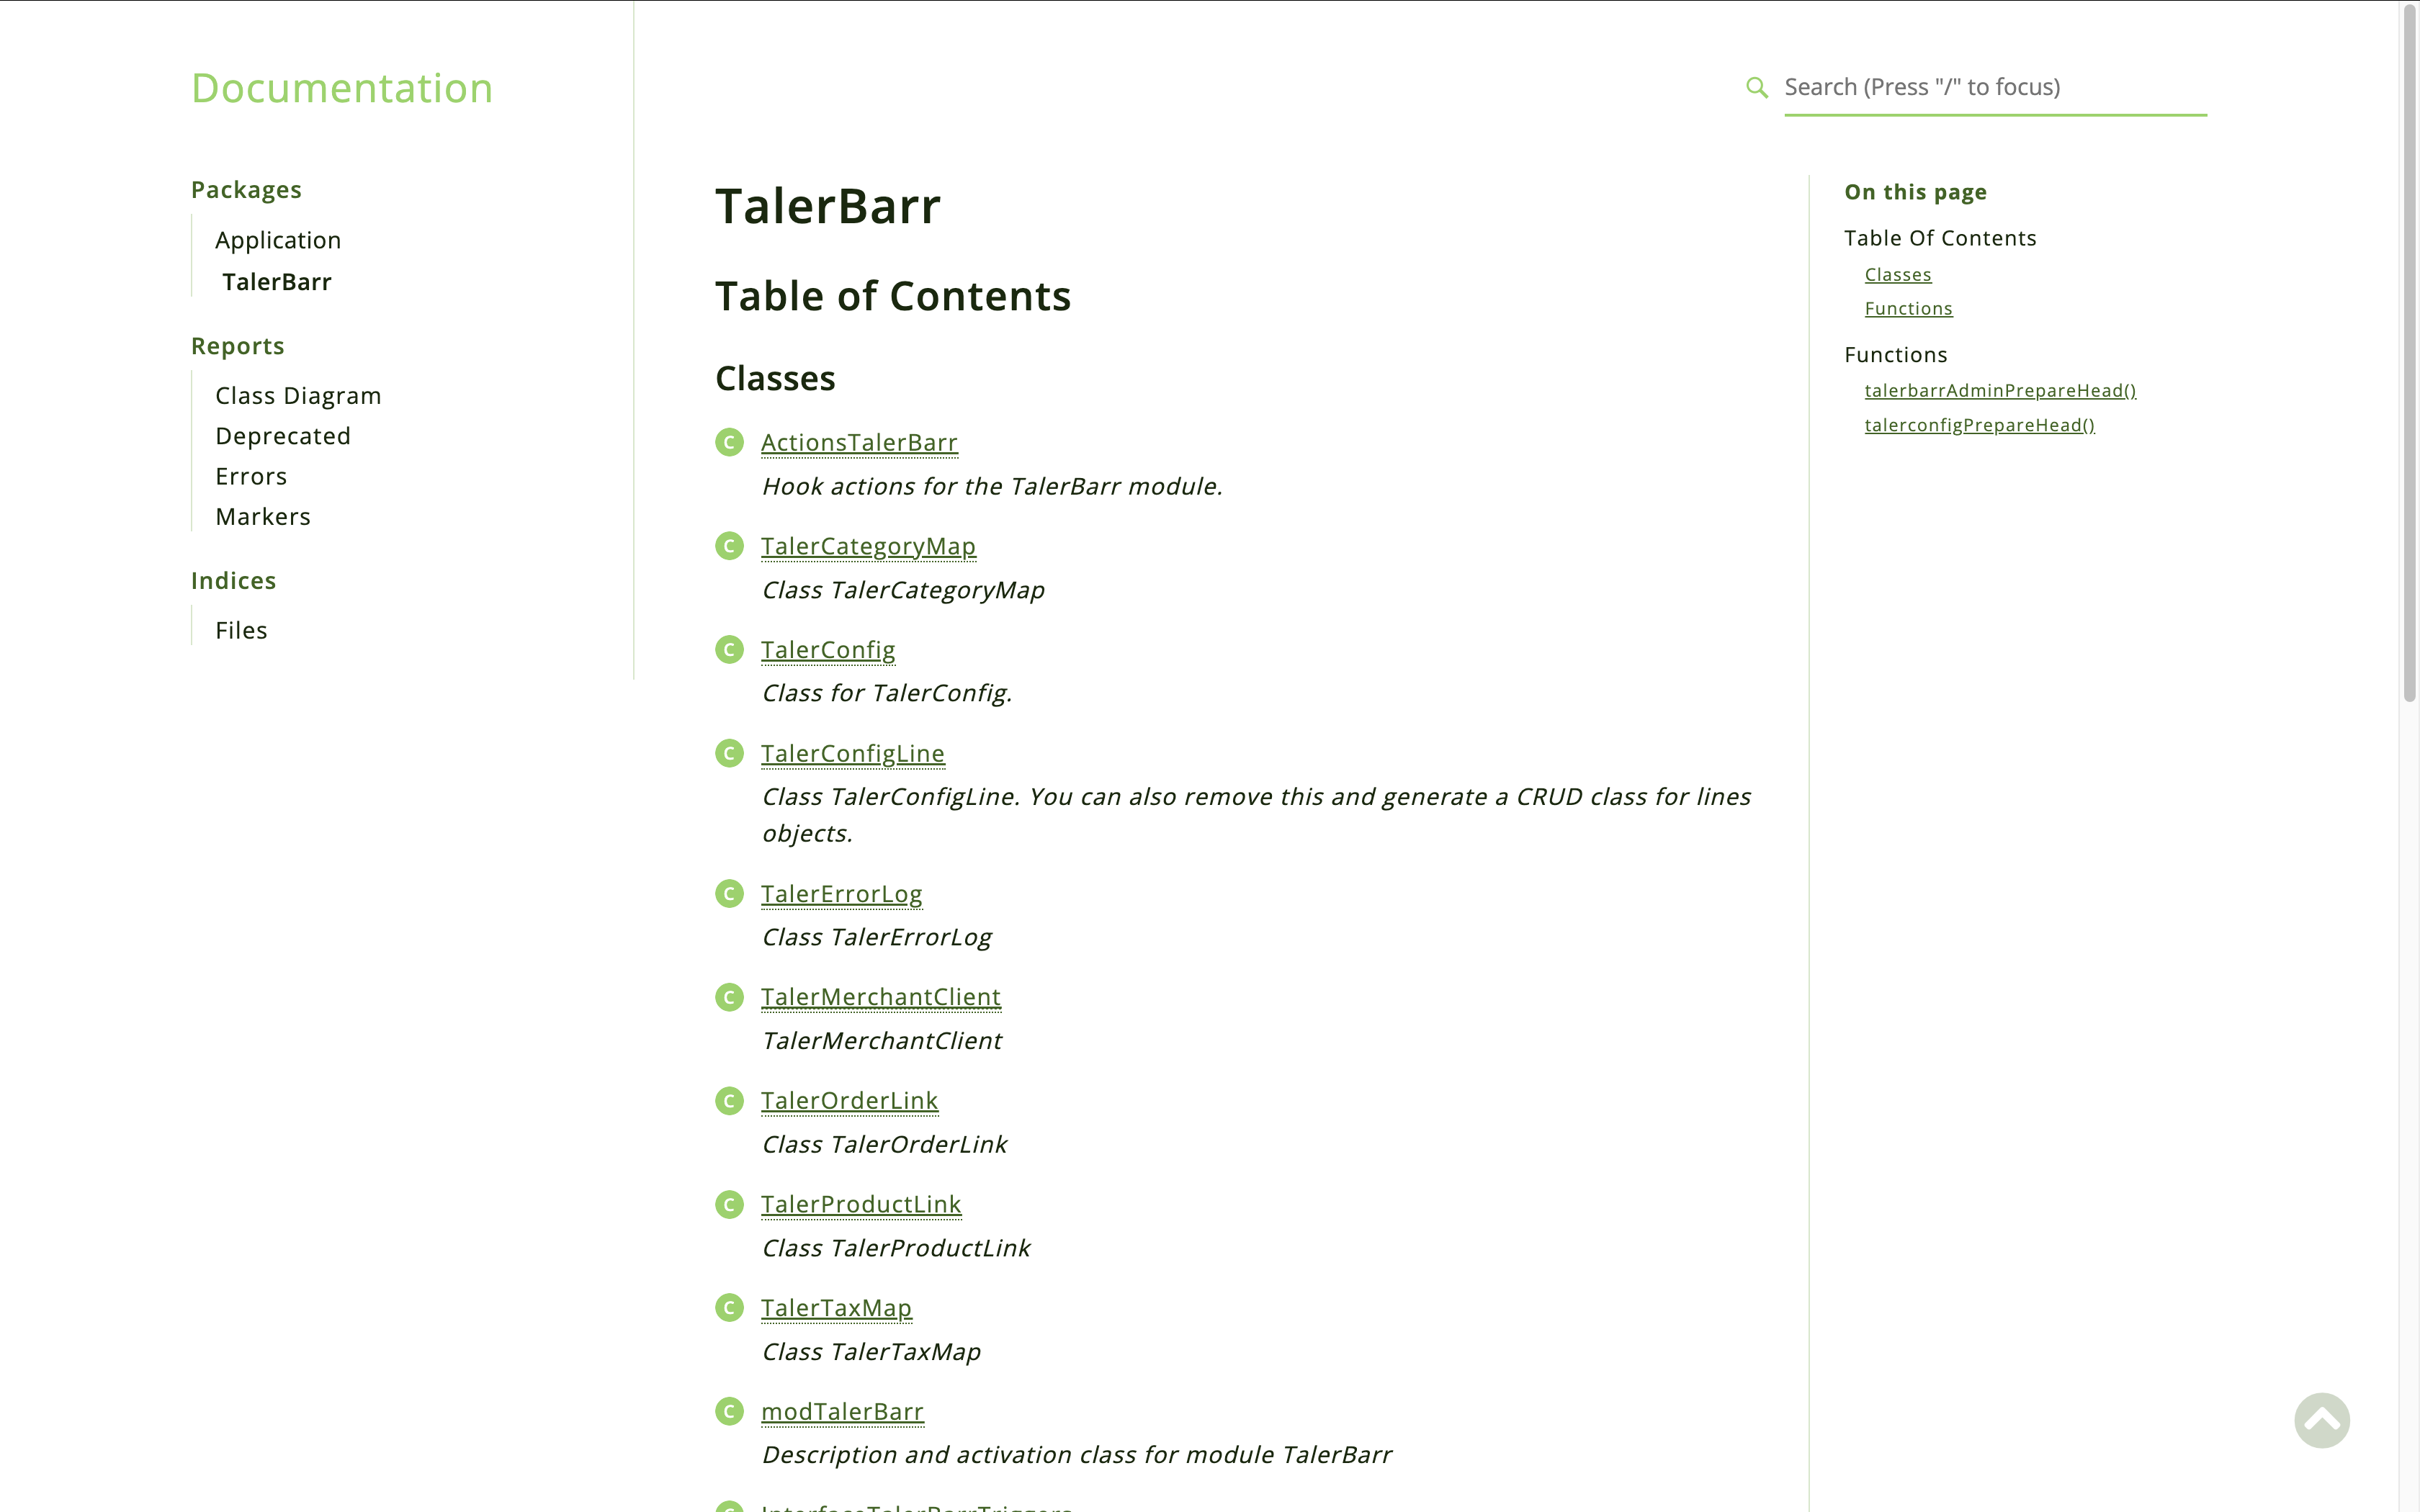 Documentation
Search (Press "/" to focus)
Packages
Application
TalerBarr
Reports
Class Diagram
Deprecated
Errors
Markers
Indices
Files
TalerBarr
Table of Contents
Classes
C ActionsTalerBarr
Hook actions for the TalerBarr module.
C TalerCategoryMap
Class TalerCategoryMap
C TalerConfig
Class for TalerConfig.
C TalerConfigLine
Class TalerConfigLine. You can also remove this and generate a CRUD class for lines
objects.
C TalerErrorLog
Class TalerErrorLog
C TalerMerchantClient
TalerMerchantClient
C TalerOrderLink
Class TalerOrderLink
C TalerProductLink
Class TalerProductLink
C TalerTaxMap
Class TalerTaxMap
C modTalerBarr
Description and activation class for module TalerBarr
C InterfaceTalerBarrTriggers
On this page
Table Of Contents
Classes
Functions
Functions
talerbarrAdminPrepareHead()
talerconfigPrepareHead()